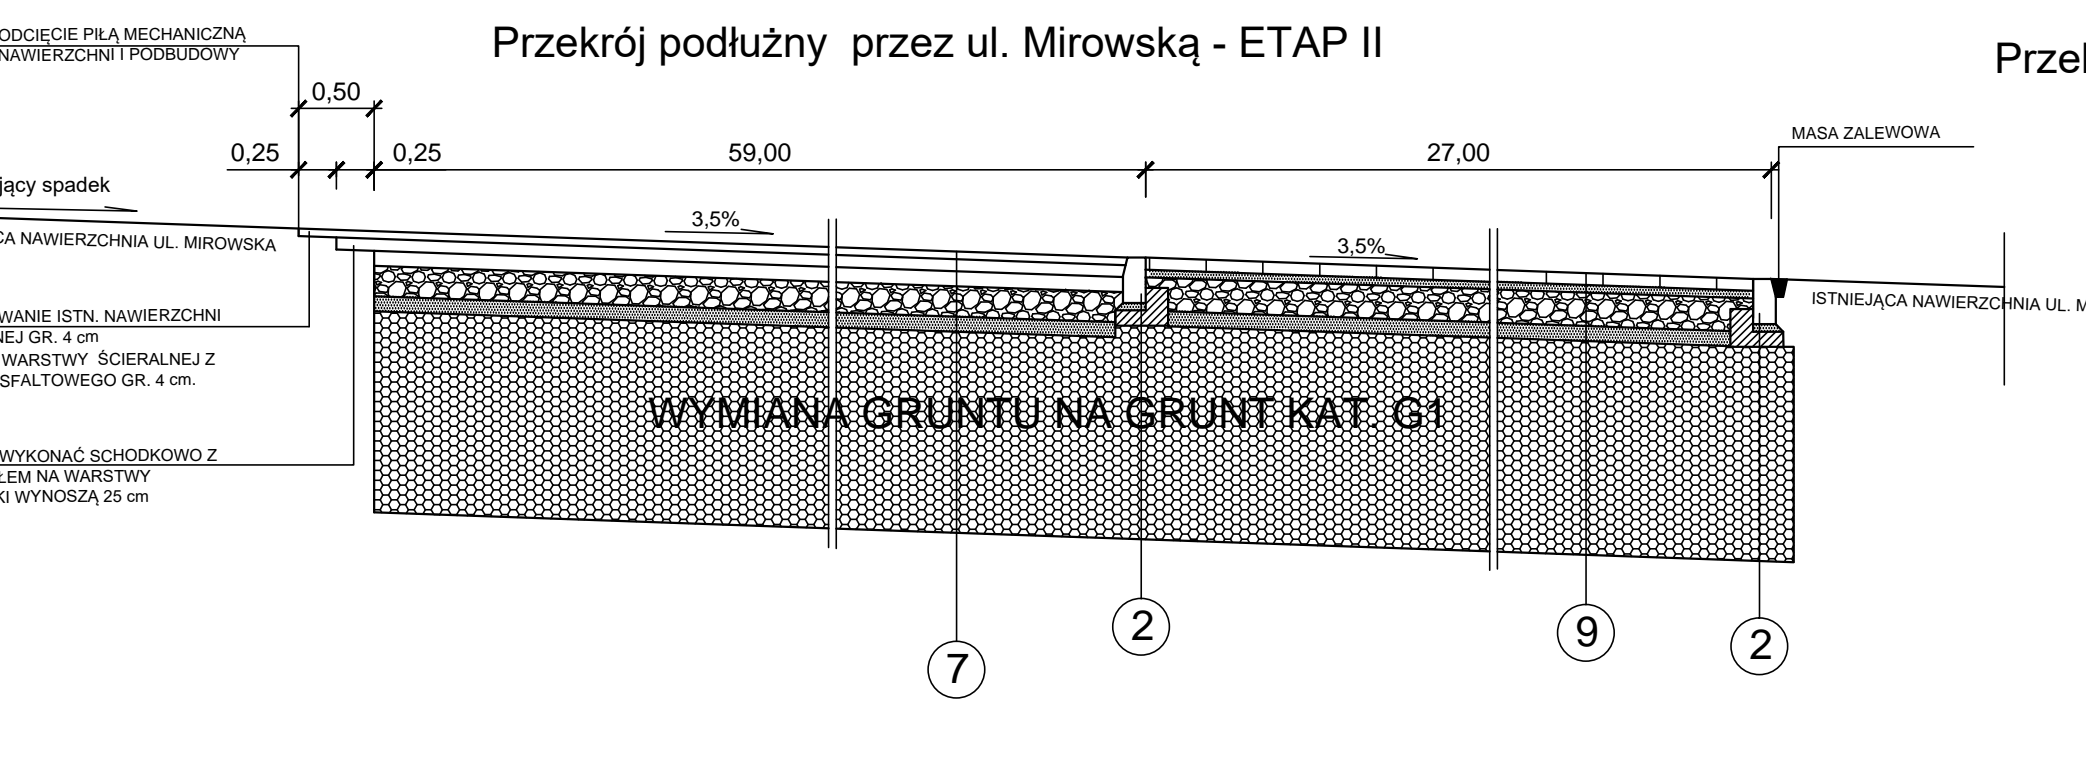 Przekrój podłużny  przez ul. Mirowską - ETAP II
ODCIĘCIE PIŁĄ MECHANICZNĄ
NAWIERZCHNI I PODBUDOWY
0,50
0,25
0,25
59,00
27,00
MASA ZALEWOWA
jący spadek
3,5%
3,5%
CA NAWIERZCHNIA UL. MIROWSKA
ISTNIEJĄCA NAWIERZCHNIA UL. M
WANIE ISTN. NAWIERZCHNI
NEJ GR. 4 cm
WARSTWY  ŚCIERALNEJ Z
SFALTOWEGO GR. 4 cm.
WYMIANA GRUNTU NA GRUNT KAT. G1
WYKONAĆ SCHODKOWO Z
ŁEM NA WARSTWY
KI WYNOSZĄ 25 cm
7
2
9
2
Przek